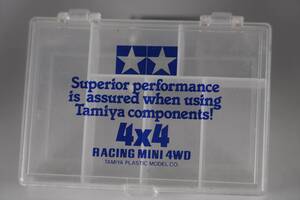 Superior performance
is assured when using
Tamiya components!
4x4
RACING MINI 4WD
TAMIYA PLASTIC MODEL CO.